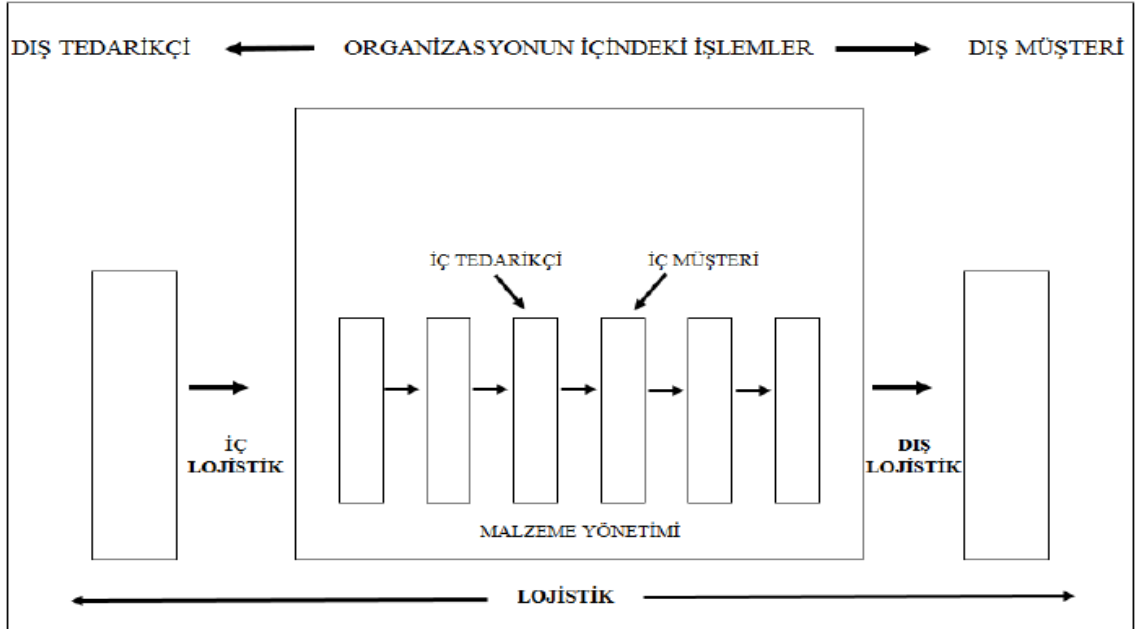 DIŞ TEDARİKÇİ ORGANİZASYONUN İÇİNDEKİ İŞLEMLER DIŞ MÜŞTERİ
İÇ TEDARİKÇİ İÇ MÜŞTERİ
İÇ
LOJİSTİK
DIŞ
LOJİSTİK
MALZEME YÖNETİMİ
LOJİSTİK